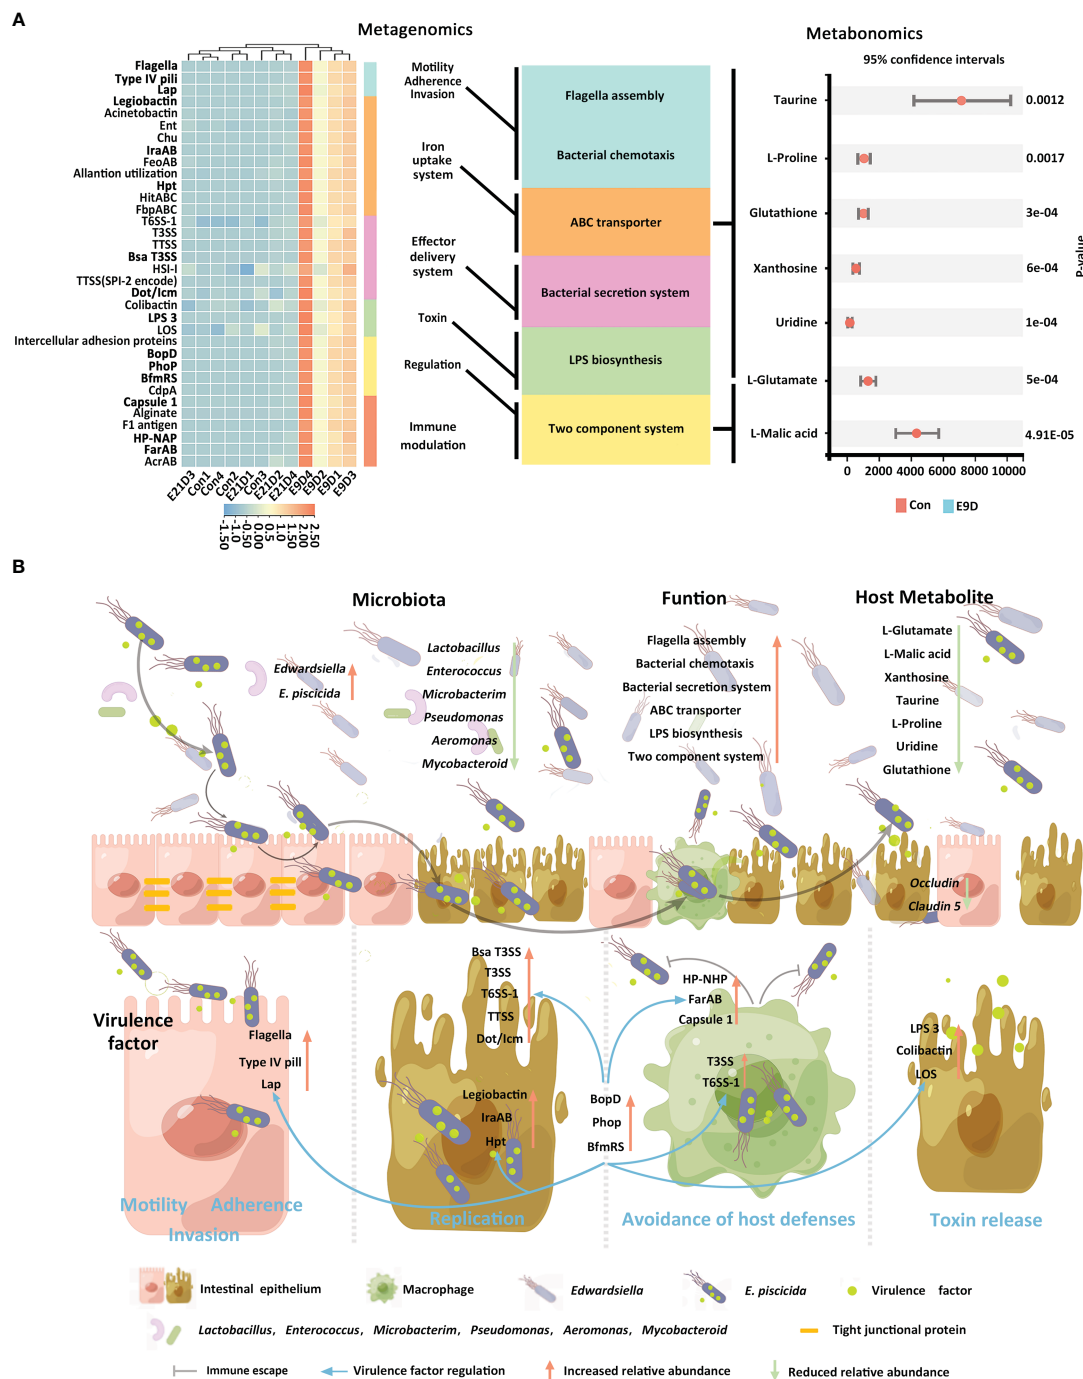 A
Metagenomics
Metabonomics
95% confidence intervals
Flagella
Type IV pili
Lap
Legiobactin
Acinetobactin
Ent
Chu
IraAB
FeoAB
Allantion utilization
Hpt
HitABC
FbpABC
T6SS-1
T3SS
TTSS
Bsa T3SS
HSI-I
TTSS(SPI-2 encode)
Dot/Icm
Colibactin
LPS 3
LOS
Intercellular adhesion proteins
BopD
PhoP
BfmRS
CdpA
Capsule 1
Alginate
F1 antigen
HP-NAP
FarAB
AcrAB
E21D3
Con1
Con4
Con2
E21D1
Con3
E21D2
E21D4
E9D4
E9D2
E9D1
E9D3
-1.50
-1.0
-0.50
0.00
0.5
1.0
1.50
2.00
2.50
Motility
Adherence
Invasion
Iron
uptake
system
Effector
delivery
system
Toxin
Regulation
Immune
modulation
Flagella assembly
Bacterial chemotaxis
ABC transporter
Bacterial secretion system
LPS biosynthesis
Two component system
Taurine
0.0012
L-Proline
0.0017
Glutathione
3e-04
Xanthosine
6e-04
Uridine
1e-04
L-Glutamate
5e-04
L-Malic acid
4.91E-05
P-value
0 2000 4000 6000 8000 10000
Con E9D
B
Microbiota
Funtion
Host Metabolite
Edwardsiella
E. piscicida
Lactobacillus
Enterococcus
Microbacterim
Pseudomonas
Aeromonas
Mycobacteroid
Flagella assembly
Bacterial chemotaxis
Bacterial secretion system
ABC transporter
LPS biosynthesis
Two component system
L-Glutamate
L-Malic acid
Xanthosine
Taurine
L-Proline
Uridine
Glutathione
Occludin
Claudin 5
Virulence
factor
Flagella
Type IV pill
Lap
Bsa T3SS
T3SS
T6SS-1
TTSS
Dot/Icm
Legiobactin
IraAB
Hpt
BopD
Phop
BfmRS
HP-NHP
FarAB
Capsule 1
T3SS
T6SS-1
LPS 3
Colibactin
LOS
Motility Adherence
Invasion
Replication
Avoidance of host defenses
Toxin release
Intestinal epithelium
Macrophage
Edwardsiella
E. piscicida
Virulence factor
Lactobacillus, Enterococcus, Microbacterim, Pseudomonas, Aeromonas, Mycobacteroid
Tight junctional protein
Immune escape
Virulence factor regulation
Increased relative abundance
Reduced relative abundance